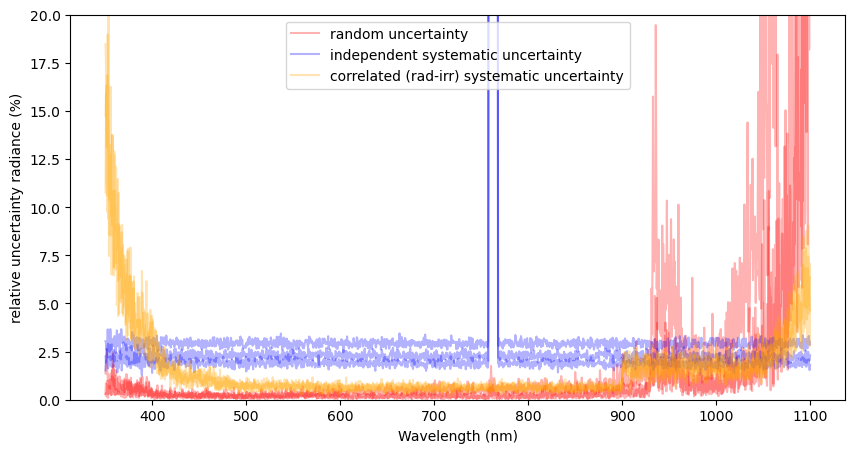 random uncertainty
independent systematic uncertainty
correlated (rad-irr) systematic uncertainty
relative uncertainty radiance (%)
20.0
17.5
15.0
12.5
10.0
7.5
5.0
2.5
0.0
400 500 600 700 800 900 1000 1100
Wavelength (nm)